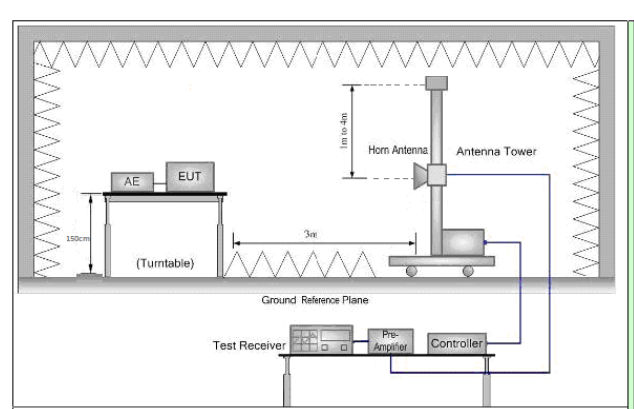 1m to 4m
Horn Antenna
Antenna Tower
AE
EUT
150cm
3m
(Turntable)
Ground Reference Plane
Test Receiver
Pre-
Amplifier
Controller